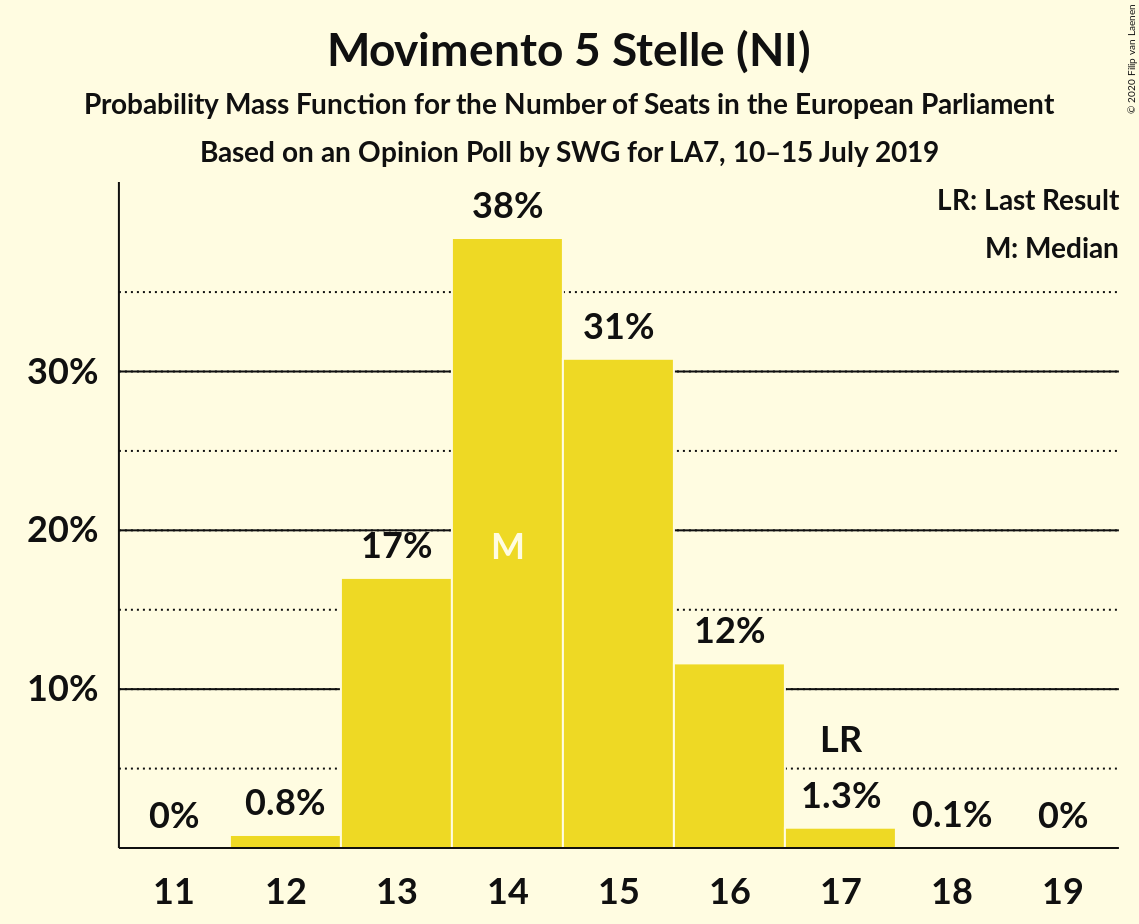 Movimento 5 Stelle (NI)
Probability Mass Function for the Number of Seats in the European Parliament
Based on an Opinion Poll by SWG for LA7, 10–15 July 2019
© 2020 Filip van Laenen
LR: Last Result
M: Median
38%
31%
30%
20%
17%
M
12%
10%
LR
0%
0.8%
1.3%
0.1%
0%
11 12 13 14 15 16 17 18 19